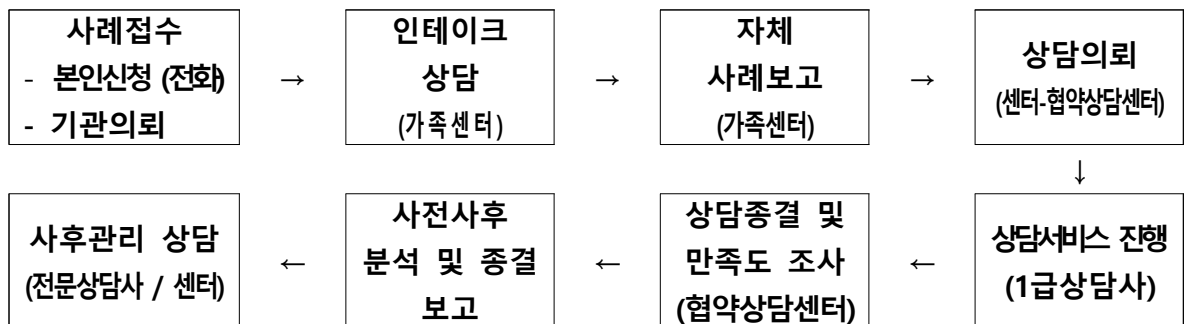 사례접수
- 본인신청 (전화)
- 기관의뢰
→
인테이크
상담
(가족센터)
→
자체
사례보고
(가족센터)
→
상담의뢰
(센터-협약상담센터)
↓
상담서비스 진행
(1급상담사)
←
상담종결 및
만족도 조사
(협약상담센터)
←
사전사후
분석 및 종결
보고
←
사후관리 상담
(전문상담사 / 센터)